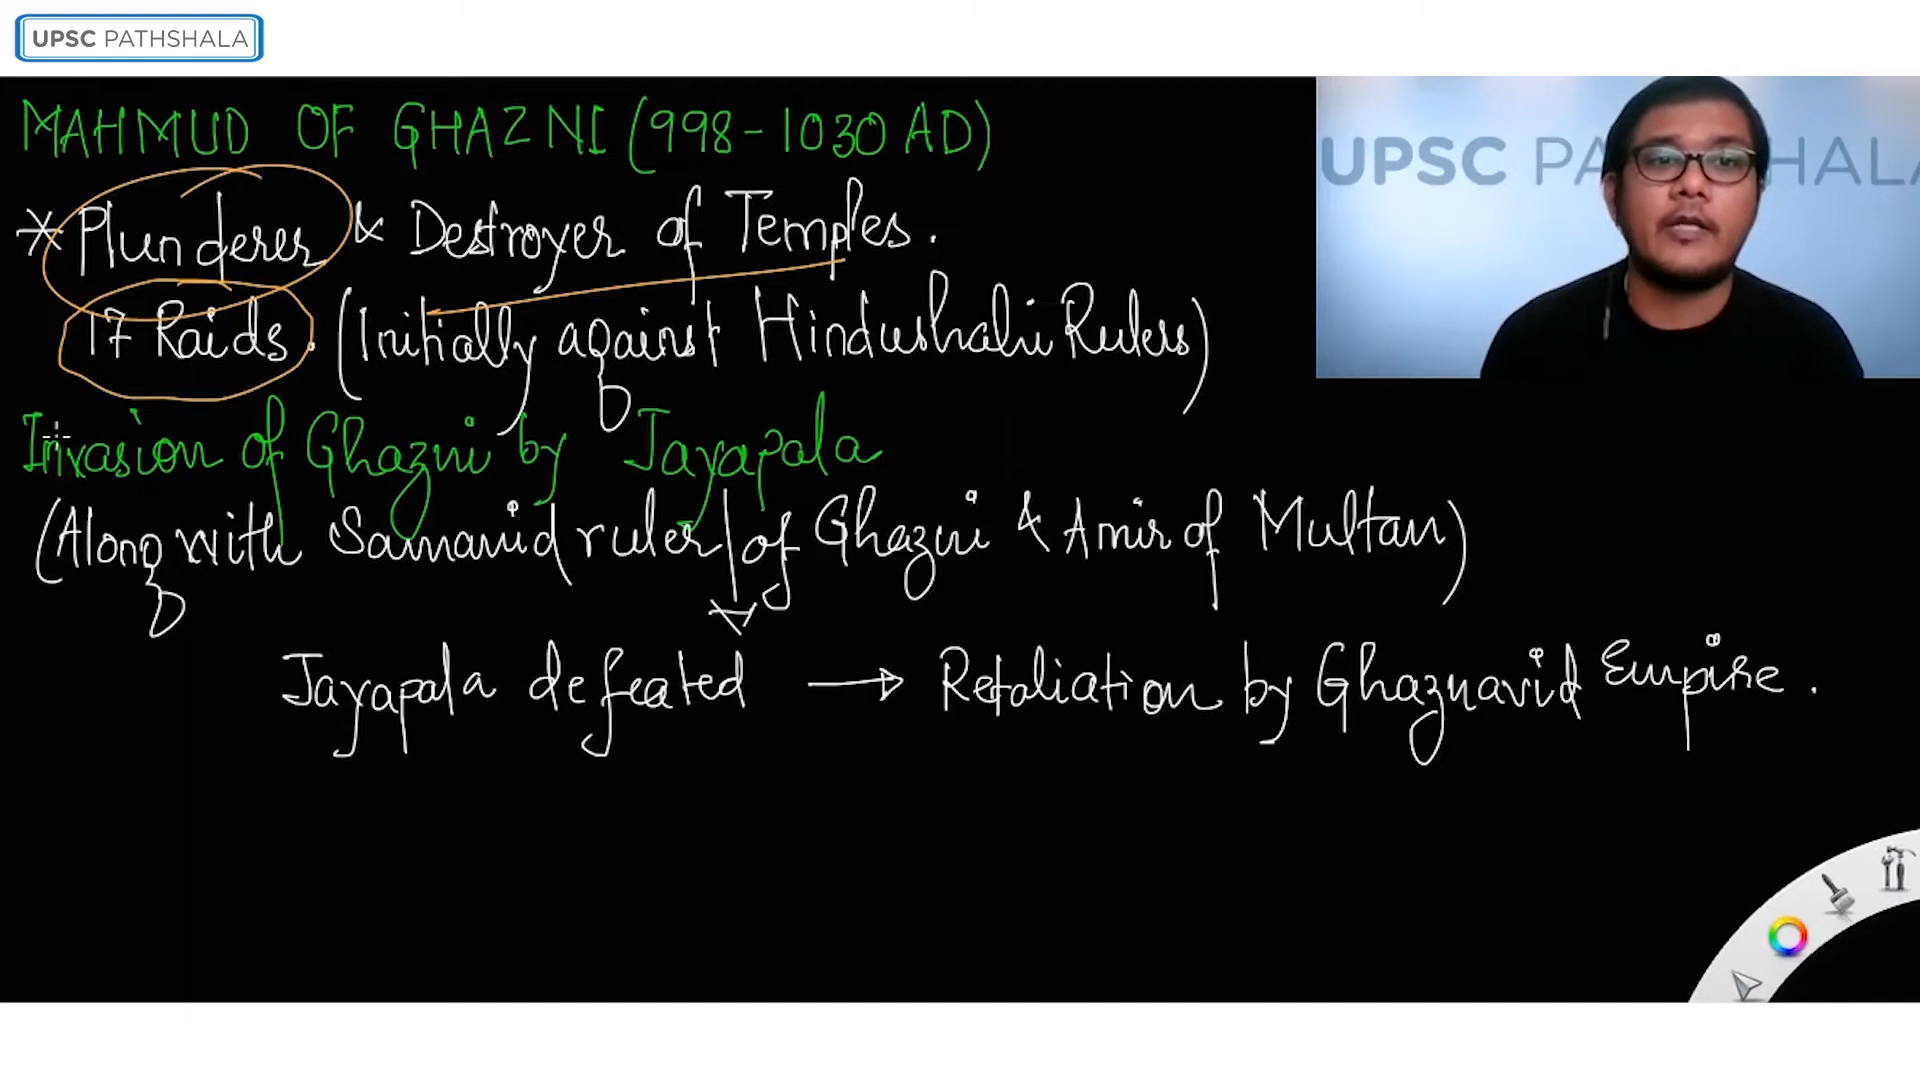 UPSC PATHSHALA
MAHMUD OF GHAZNI (998-1030 AD)
* Plunderer & Destroyer of Temples.
17 Raids. (Initially against Hindushahi Rulers)
Invasion of Ghazni by Jayapala
(Along with Samanid ruler of Ghazni & Amir of Multan)
Jayapala defeated → Retaliation by Ghaznavid Empire.
UPSC PA HALA